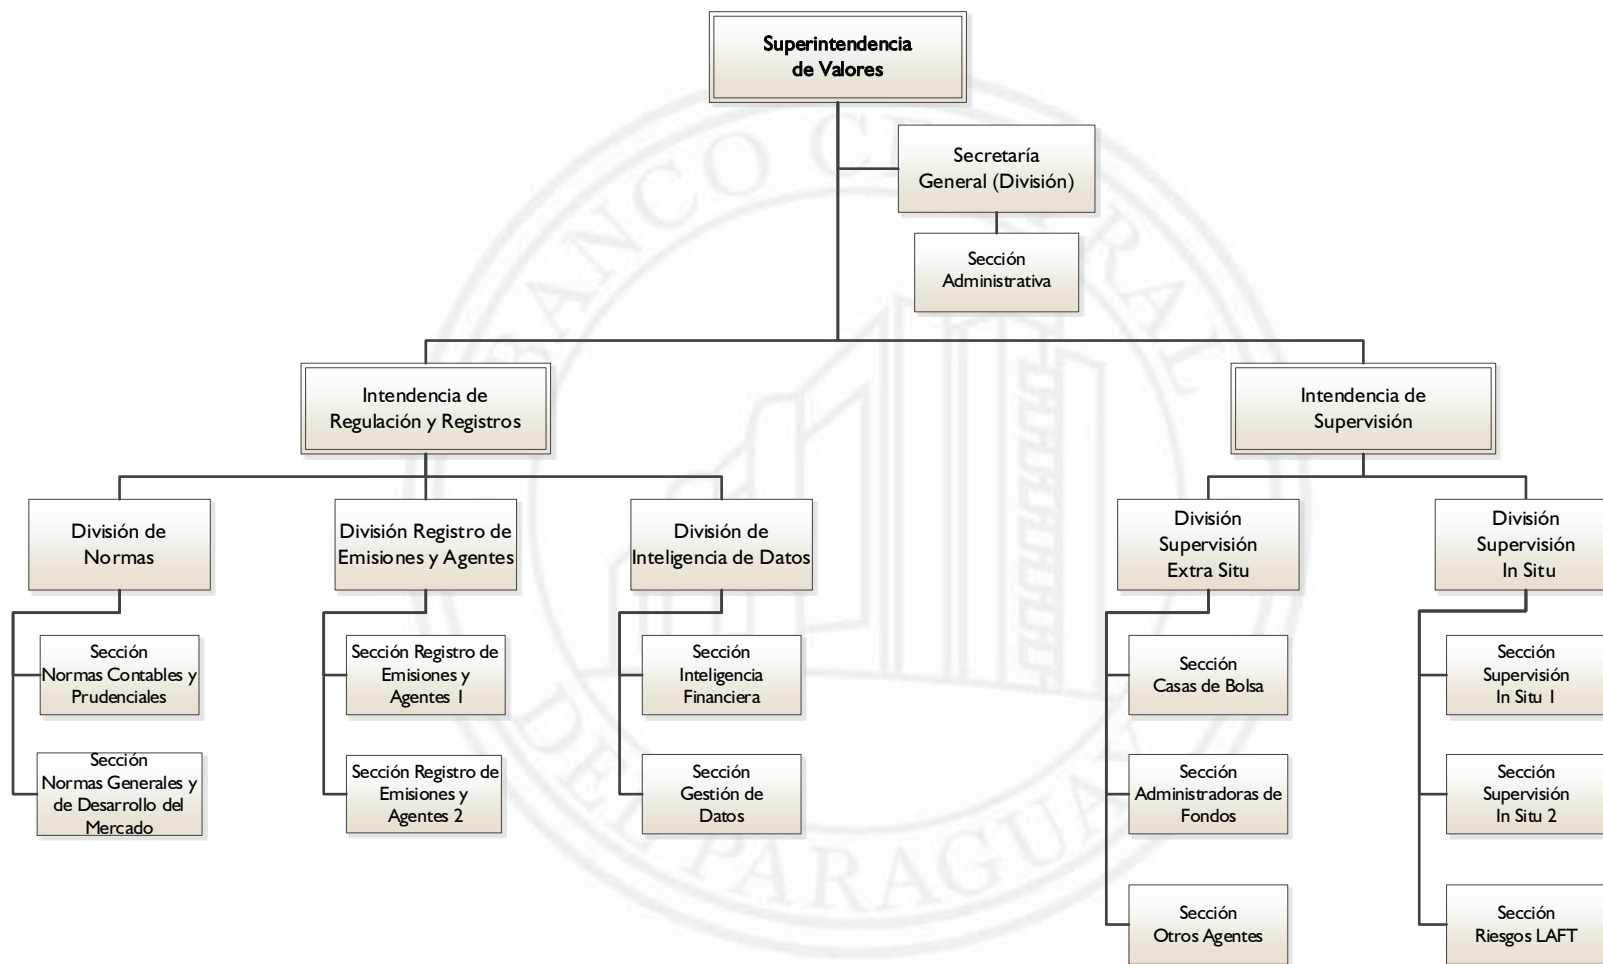 Superintendencia
de Valores
Secretaría
General (División)
Sección
Administrativa
Intendencia de
Regulación y Registros
Intendencia de
Supervisión
División de
Normas
División Registro de
Emisiones y Agentes
División de
Inteligencia de Datos
División
Supervisión
Extra Situ
División
Supervisión
In Situ
Sección
Normas Contables y
Prudenciales
Sección Registro de
Emisiones y
Agentes 1
Sección
Inteligencia
Financiera
Sección
Casas de Bolsa
Sección
Supervisión
In Situ 1
Sección
Normas Generales y
de Desarrollo del
Mercado
Sección Registro de
Emisiones y
Agentes 2
Sección
Gestión de
Datos
Sección
Administradoras de
Fondos
Sección
Supervisión
In Situ 2
Sección
Otros Agentes
Sección
Riesgos LAFT
BANCO CENTRAL
DEL PARAGUAY